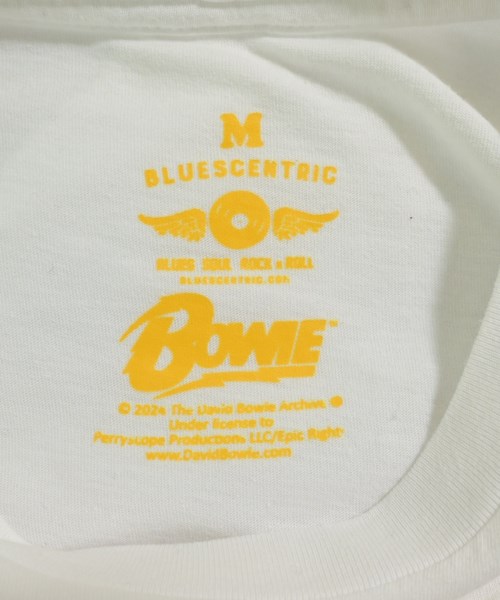 M
BLUESCENTRIC
BLUES SOUL ROCK n ROLL
BLUESCENTRIC.COM
BOWIE™
© 2024 The David Bowie Archive ®
Under license to
Perryscope Productions LLC/Epic Rights
www.DavidBowie.com